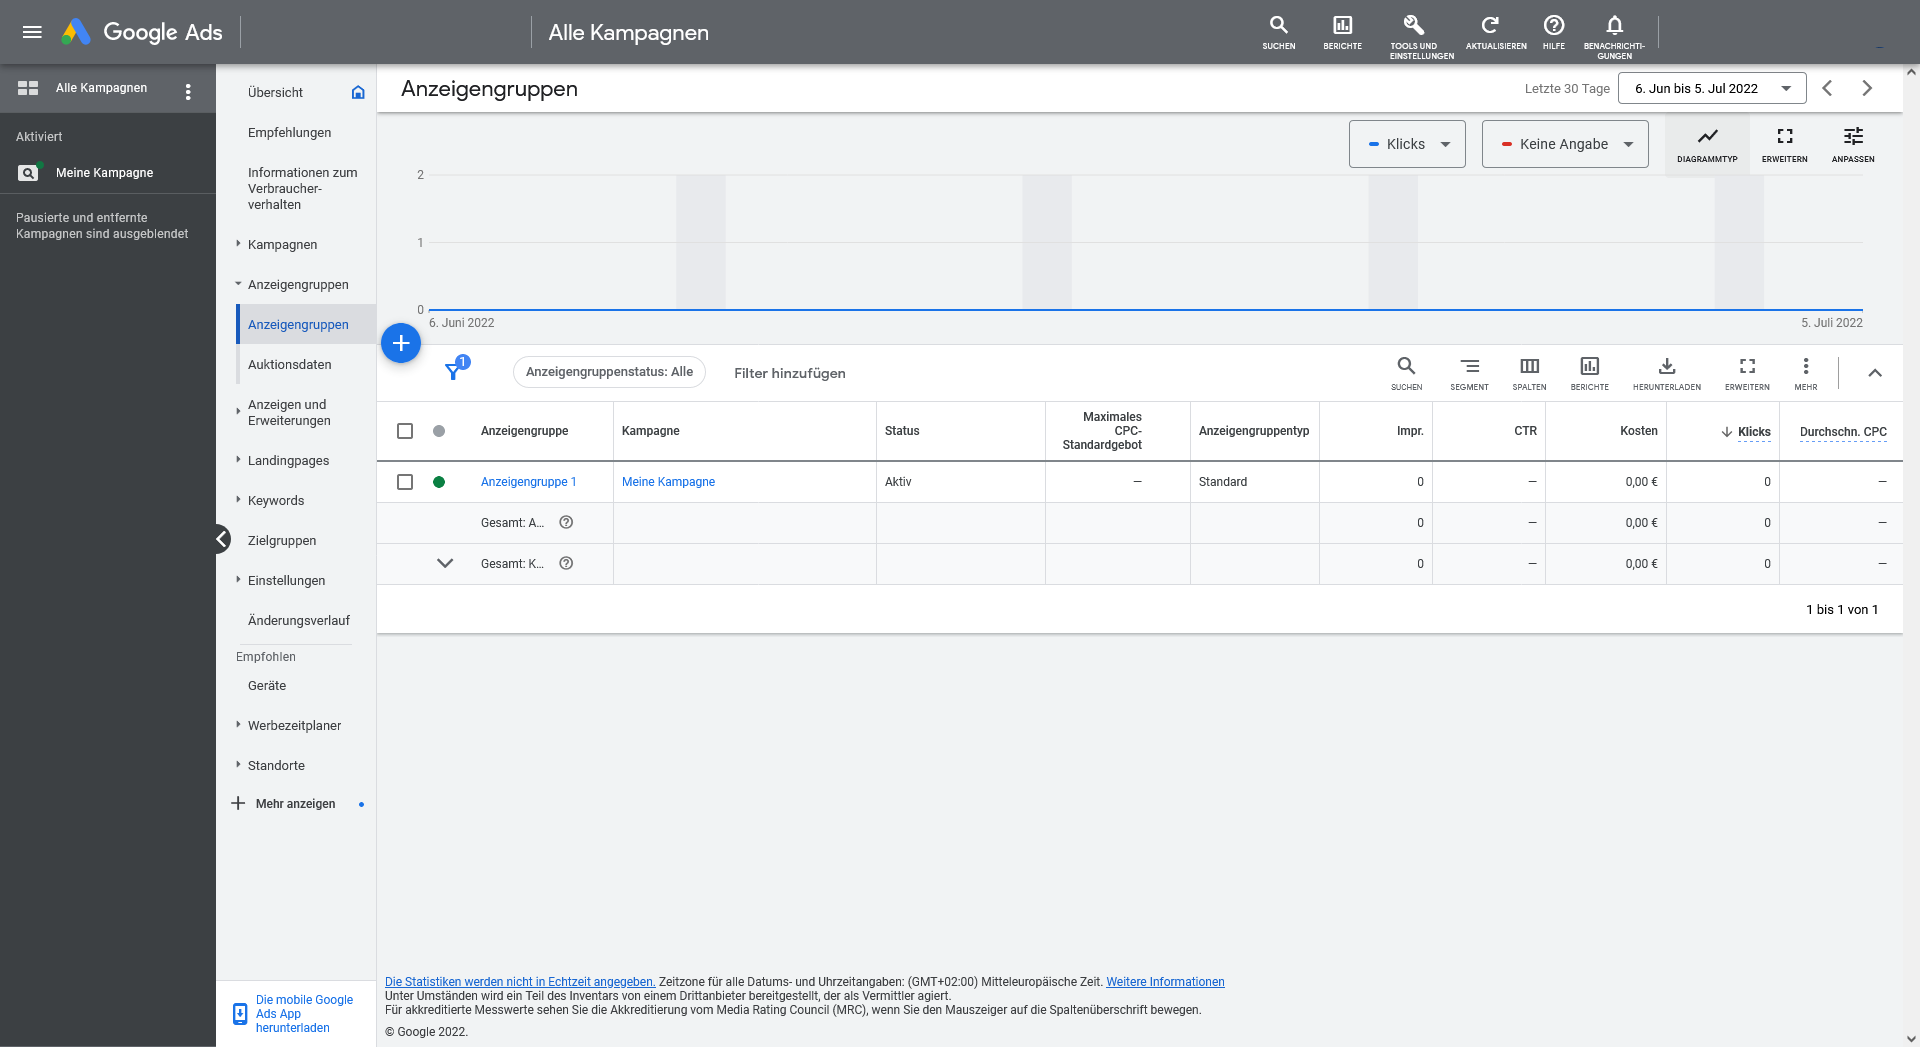 Google Ads
Alle Kampagnen
SUCHEN
BERICHTE
TOOLS UND
EINSTELLUNGEN
AKTUALISIEREN
HILFE
BENACHRICHTI-
GUNGEN
Alle Kampagnen
Aktiviert
Meine Kampagne
Pausierte und entfernte
Kampagnen sind ausgeblendet
Übersicht
Empfehlungen
Informationen zum
Verbraucher-
verhalten
Kampagnen
Anzeigengruppen
Anzeigengruppen
Auktionsdaten
Anzeigen und
Erweiterungen
Landingpages
Keywords
Zielgruppen
Einstellungen
Änderungsverlauf
Empfohlen
Geräte
Werbezeitplaner
Standorte
Mehr anzeigen
Die mobile Google
Ads App
herunterladen
Anzeigengruppen
Letzte 30 Tage
6. Jun bis 5. Jul 2022
Klicks
Keine Angabe
DIAGRAMMTYP
ERWEITERN
ANPASSEN
2
1
0
6. Juni 2022
5. Juli 2022
1
Anzeigengruppenstatus: Alle
Filter hinzufügen
SUCHEN
SEGMENT
SPALTEN
BERICHTE
HERUNTERLADEN
ERWEITERN
MEHR
Anzeigengruppe
Kampagne
Status
Maximales
CPC-
Standardgebot
Anzeigengruppentyp
Impr.
CTR
Kosten
Klicks
Durchschn. CPC
Anzeigengruppe 1
Meine Kampagne
Aktiv
—
Standard
0
—
0,00 €
0
—
Gesamt: A...
0
—
0,00 €
0
—
Gesamt: K...
0
—
0,00 €
0
—
1 bis 1 von 1
Die Statistiken werden nicht in Echtzeit angegeben. Zeitzone für alle Datums- und Uhrzeitangaben: (GMT+02:00) Mitteleuropäische Zeit. Weitere Informationen
Unter Umständen wird ein Teil des Inventars von einem Drittanbieter bereitgestellt, der als Vermittler agiert.
Für akkreditierte Messwerte sehen Sie die Akkreditierung vom Media Rating Council (MRC), wenn Sie den Mauszeiger auf die Spaltenüberschrift bewegen.
© Google 2022.